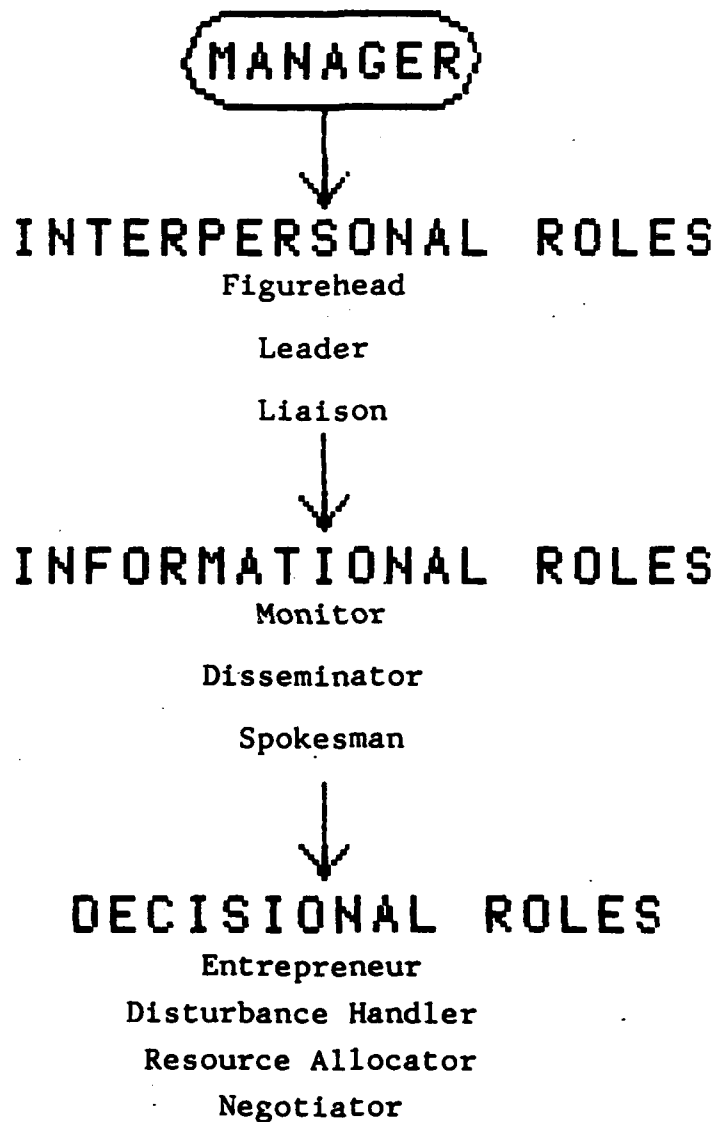 MANAGER
INTERPERSONAL ROLES
Figurehead
Leader
Liaison
INFORMATIONAL ROLES
Monitor
Disseminator
Spokesman
DECISIONAL ROLES
Entrepreneur
Disturbance Handler
Resource Allocator
Negotiator